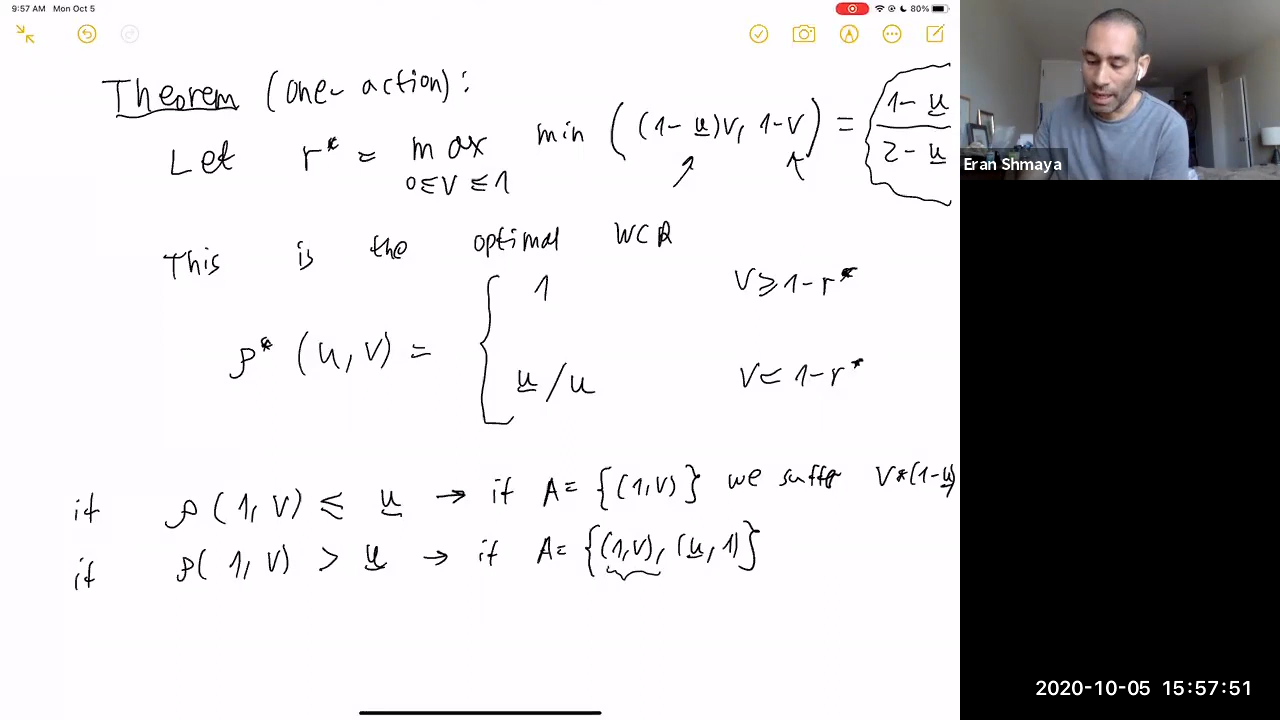 9:57 AM Mon Oct 5
80%
Theorem (one-action):
Let r* = max min ((1-u̲)v, 1-v) = (1-u̲)/(2-u̲)
0≤v≤1
Eran Shmaya
This is the optimal WCR
ρ*(u,v) = { 1 v≥1-r*
u̲/u v<1-r*
if ρ(1,v) ≤ u̲ → if A={(1,v)} we suffer v*(1-u̲)
if ρ(1,v) > u̲ → if A={(1,v), (u̲,1)}
2020-10-05 15:57:51